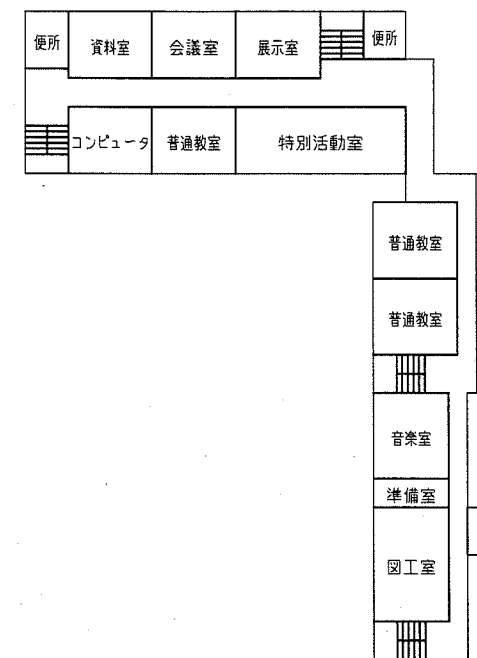 便所
資料室
会議室
展示室
便所
コンピュータ
普通教室
特別活動室
普通教室
普通教室
音楽室
準備室
図工室